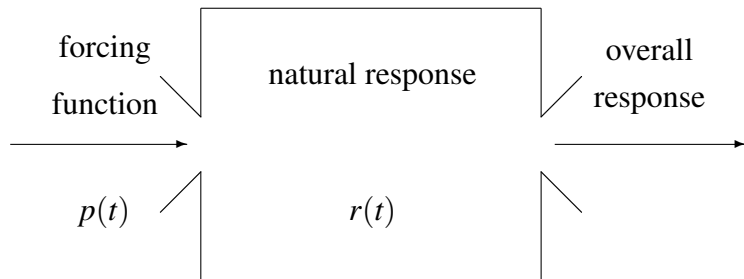 forcing
function
natural response
overall
response
p(t)
r(t)